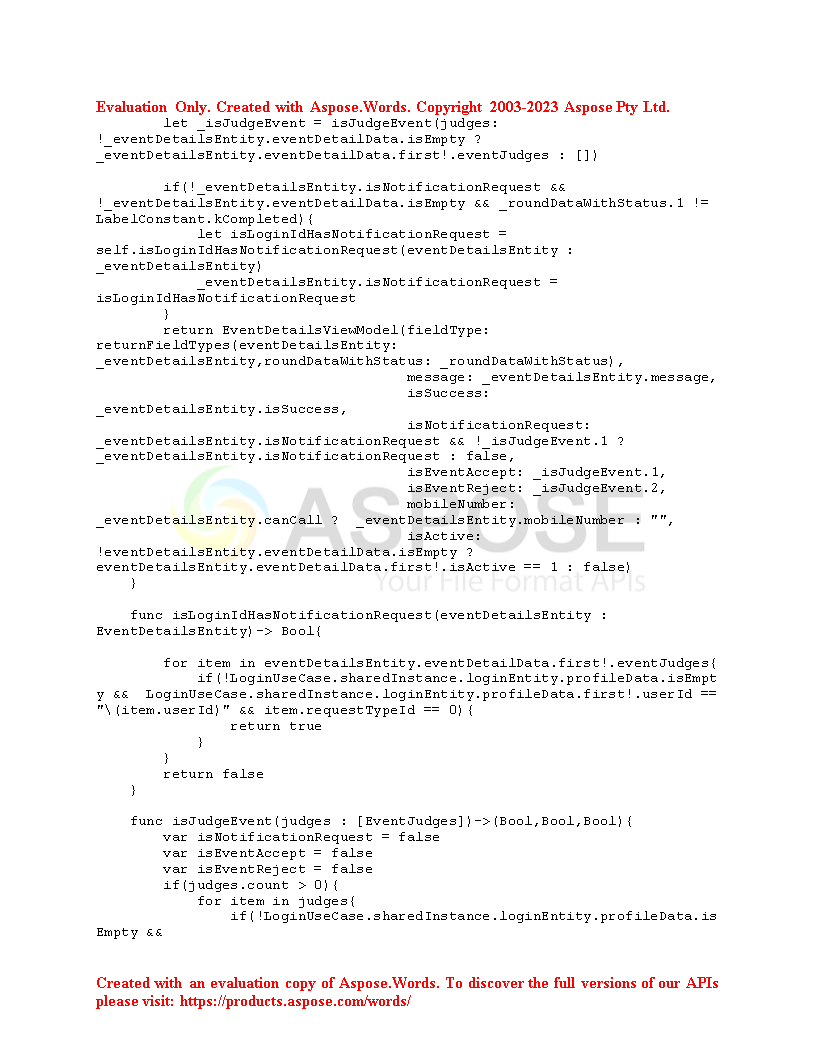 Evaluation Only. Created with Aspose.Words. Copyright 2003-2023 Aspose Pty Ltd.
        let _isJudgeEvent = isJudgeEvent(judges:
!_eventDetailsEntity.eventDetailData.isEmpty ?
_eventDetailsEntity.eventDetailData.first!.eventJudges : [])

        if(!_eventDetailsEntity.isNotificationRequest &&
!_eventDetailsEntity.eventDetailData.isEmpty && _roundDataWithStatus.1 !=
LabelConstant.kCompleted){
            let isLoginIdHasNotificationRequest =
self.isLoginIdHasNotificationRequest(eventDetailsEntity :
_eventDetailsEntity)
            _eventDetailsEntity.isNotificationRequest =
isLoginIdHasNotificationRequest
        }
        return EventDetailsViewModel(fieldType:
returnFieldTypes(eventDetailsEntity:
_eventDetailsEntity,roundDataWithStatus: _roundDataWithStatus),
                                     message: _eventDetailsEntity.message,
                                     isSuccess:
_eventDetailsEntity.isSuccess,
                                     isNotificationRequest:
_eventDetailsEntity.isNotificationRequest && !_isJudgeEvent.1 ?
_eventDetailsEntity.isNotificationRequest : false,
                                     isEventAccept: _isJudgeEvent.1,
                                     isEventReject: _isJudgeEvent.2,
                                     mobileNumber:
_eventDetailsEntity.canCall ?  _eventDetailsEntity.mobileNumber : "",
                                     isActive:
!eventDetailsEntity.eventDetailData.isEmpty ?
eventDetailsEntity.eventDetailData.first!.isActive == 1 : false)
    }
ASPOSE
Your File Format APIs

    func isLoginIdHasNotificationRequest(eventDetailsEntity :
EventDetailsEntity)-> Bool{

        for item in eventDetailsEntity.eventDetailData.first!.eventJudges{
            if(!LoginUseCase.sharedInstance.loginEntity.profileData.isEmpt
y &&  LoginUseCase.sharedInstance.loginEntity.profileData.first!.userId ==
"\(item.userId)" && item.requestTypeId == 0){
                return true
            }
        }
        return false
    }

    func isJudgeEvent(judges : [EventJudges])->(Bool,Bool,Bool){
        var isNotificationRequest = false
        var isEventAccept = false
        var isEventReject = false
        if(judges.count > 0){
            for item in judges{
                if(!LoginUseCase.sharedInstance.loginEntity.profileData.is
Empty &&
Created with an evaluation copy of Aspose.Words. To discover the full versions of our APIs
please visit: https://products.aspose.com/words/